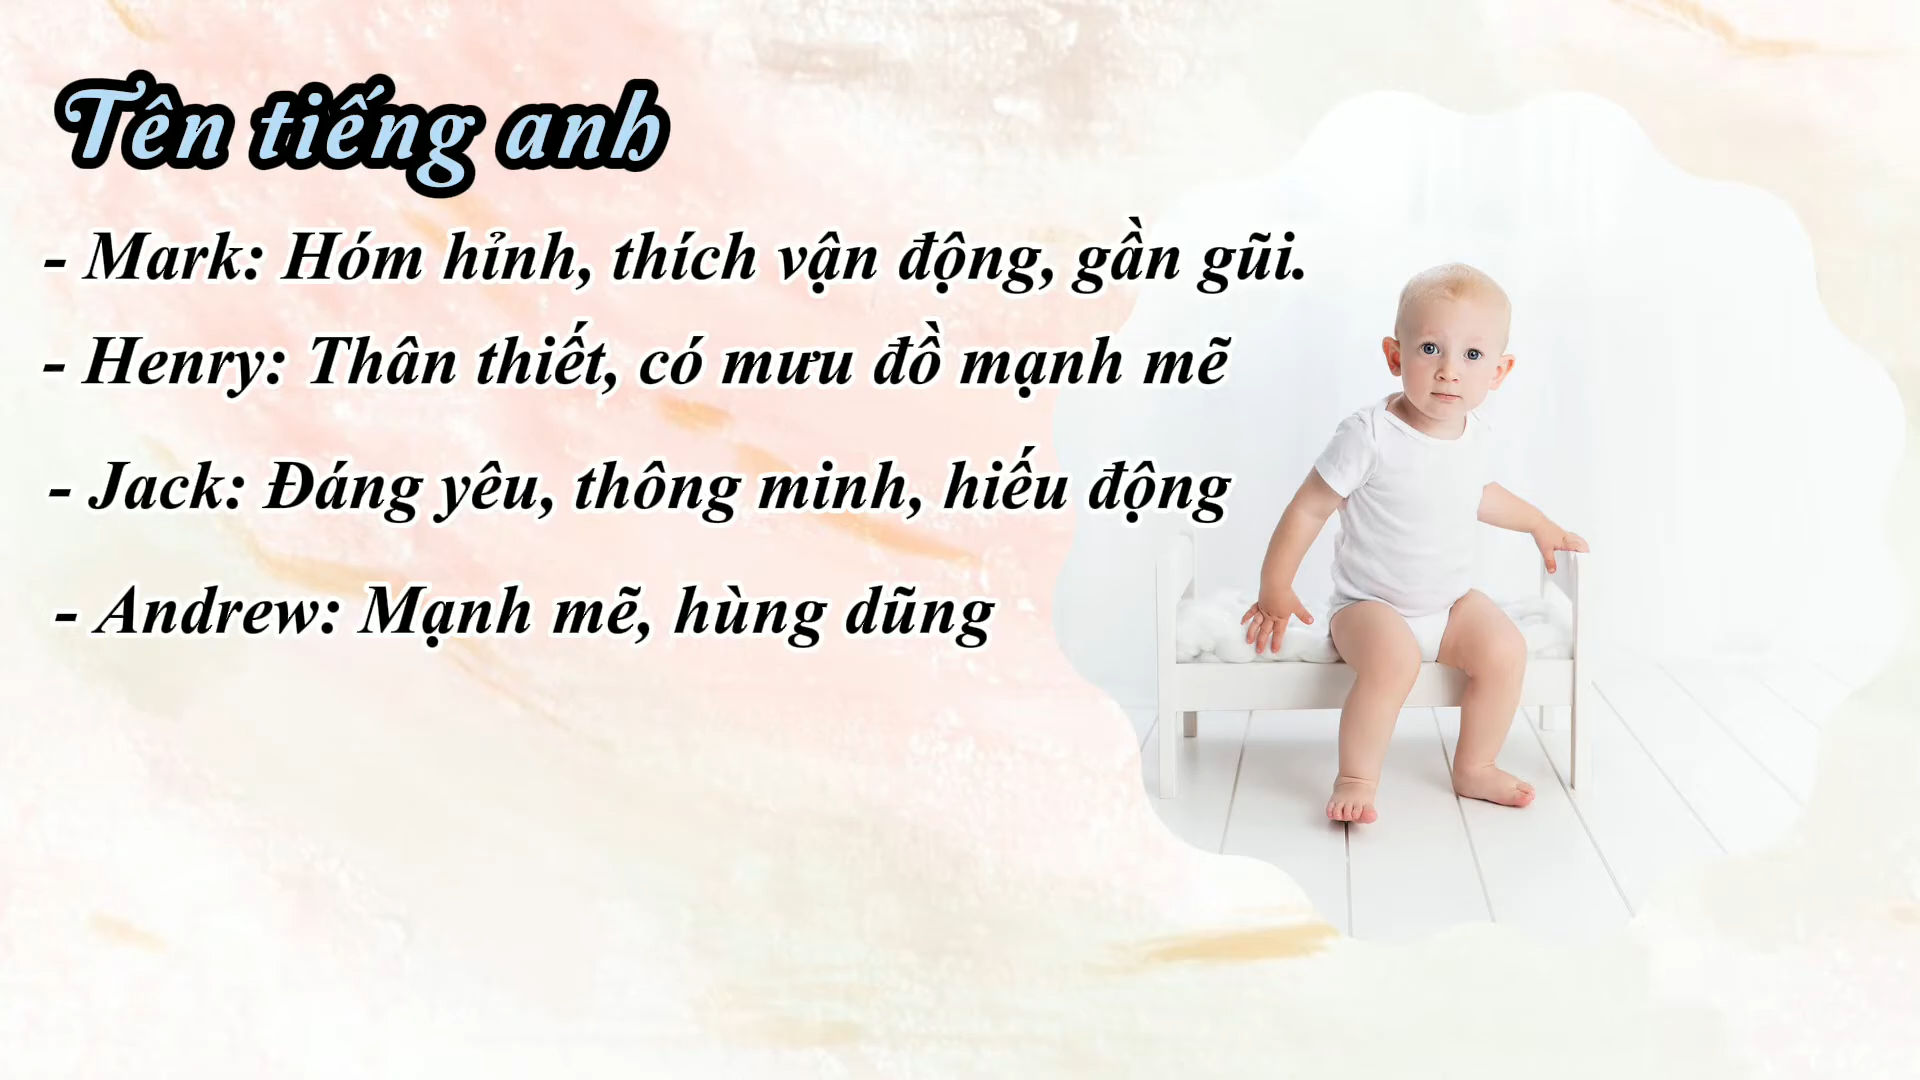 Tên tiếng anh
- Mark: Hóm hỉnh, thích vận động, gần gũi.
- Henry: Thân thiết, có mưu đồ mạnh mẽ
- Jack: Đáng yêu, thông minh, hiếu động
- Andrew: Mạnh mẽ, hùng dũng